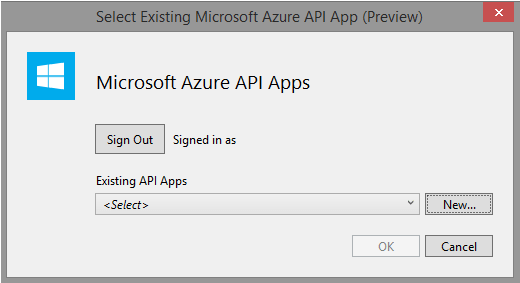 Select Existing Microsoft Azure API App (Preview)
Microsoft Azure API Apps
Sign Out Signed in as
Existing API Apps
<Select> New...
OK Cancel